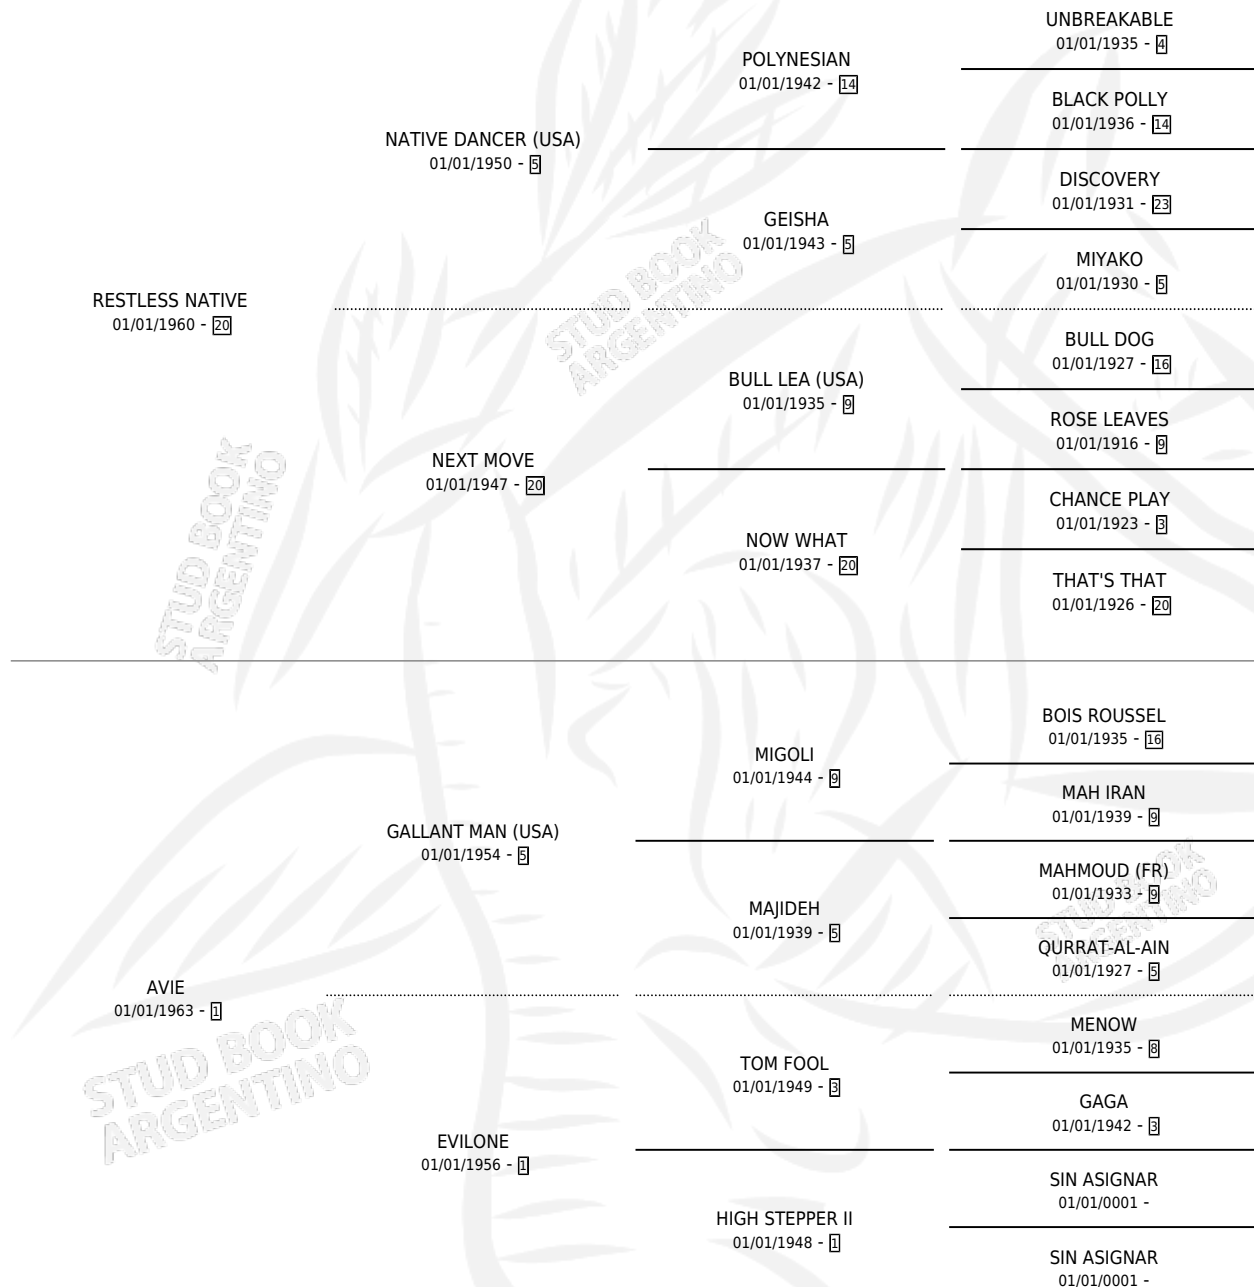 UNBREAKABLE
01/01/1935 - 4
POLYNESIAN
01/01/1942 - 14
BLACK POLLY
01/01/1936 - 14
NATIVE DANCER (USA)
01/01/1950 - 5
DISCOVERY
01/01/1931 - 23
GEISHA
01/01/1943 - 5
MIYAKO
01/01/1930 - 5
RESTLESS NATIVE
01/01/1960 - 20
BULL DOG
01/01/1927 - 16
BULL LEA (USA)
01/01/1935 - 9
ROSE LEAVES
01/01/1916 - 9
NEXT MOVE
01/01/1947 - 20
CHANCE PLAY
01/01/1923 - 3
NOW WHAT
01/01/1937 - 20
THAT'S THAT
01/01/1926 - 20
BOIS ROUSSEL
01/01/1935 - 16
MIGOLI
01/01/1944 - 9
MAH IRAN
01/01/1939 - 9
GALLANT MAN (USA)
01/01/1954 - 5
MAHMOUD (FR)
01/01/1933 - 9
MAJIDEH
01/01/1939 - 5
QURRAT-AL-AIN
01/01/1927 - 5
AVIE
01/01/1963 - 1
MENOW
01/01/1935 - 8
TOM FOOL
01/01/1949 - 3
GAGA
01/01/1942 - 3
EVILONE
01/01/1956 - 1
SIN ASIGNAR
01/01/0001 -
HIGH STEPPER II
01/01/1948 - 1
SIN ASIGNAR
01/01/0001 -
STUD BOOK
ARGENTINO
STUD BOOK
ARGENTINO
STUD BOOK
ARGENTINO
STUD BOOK
ARGENTINO